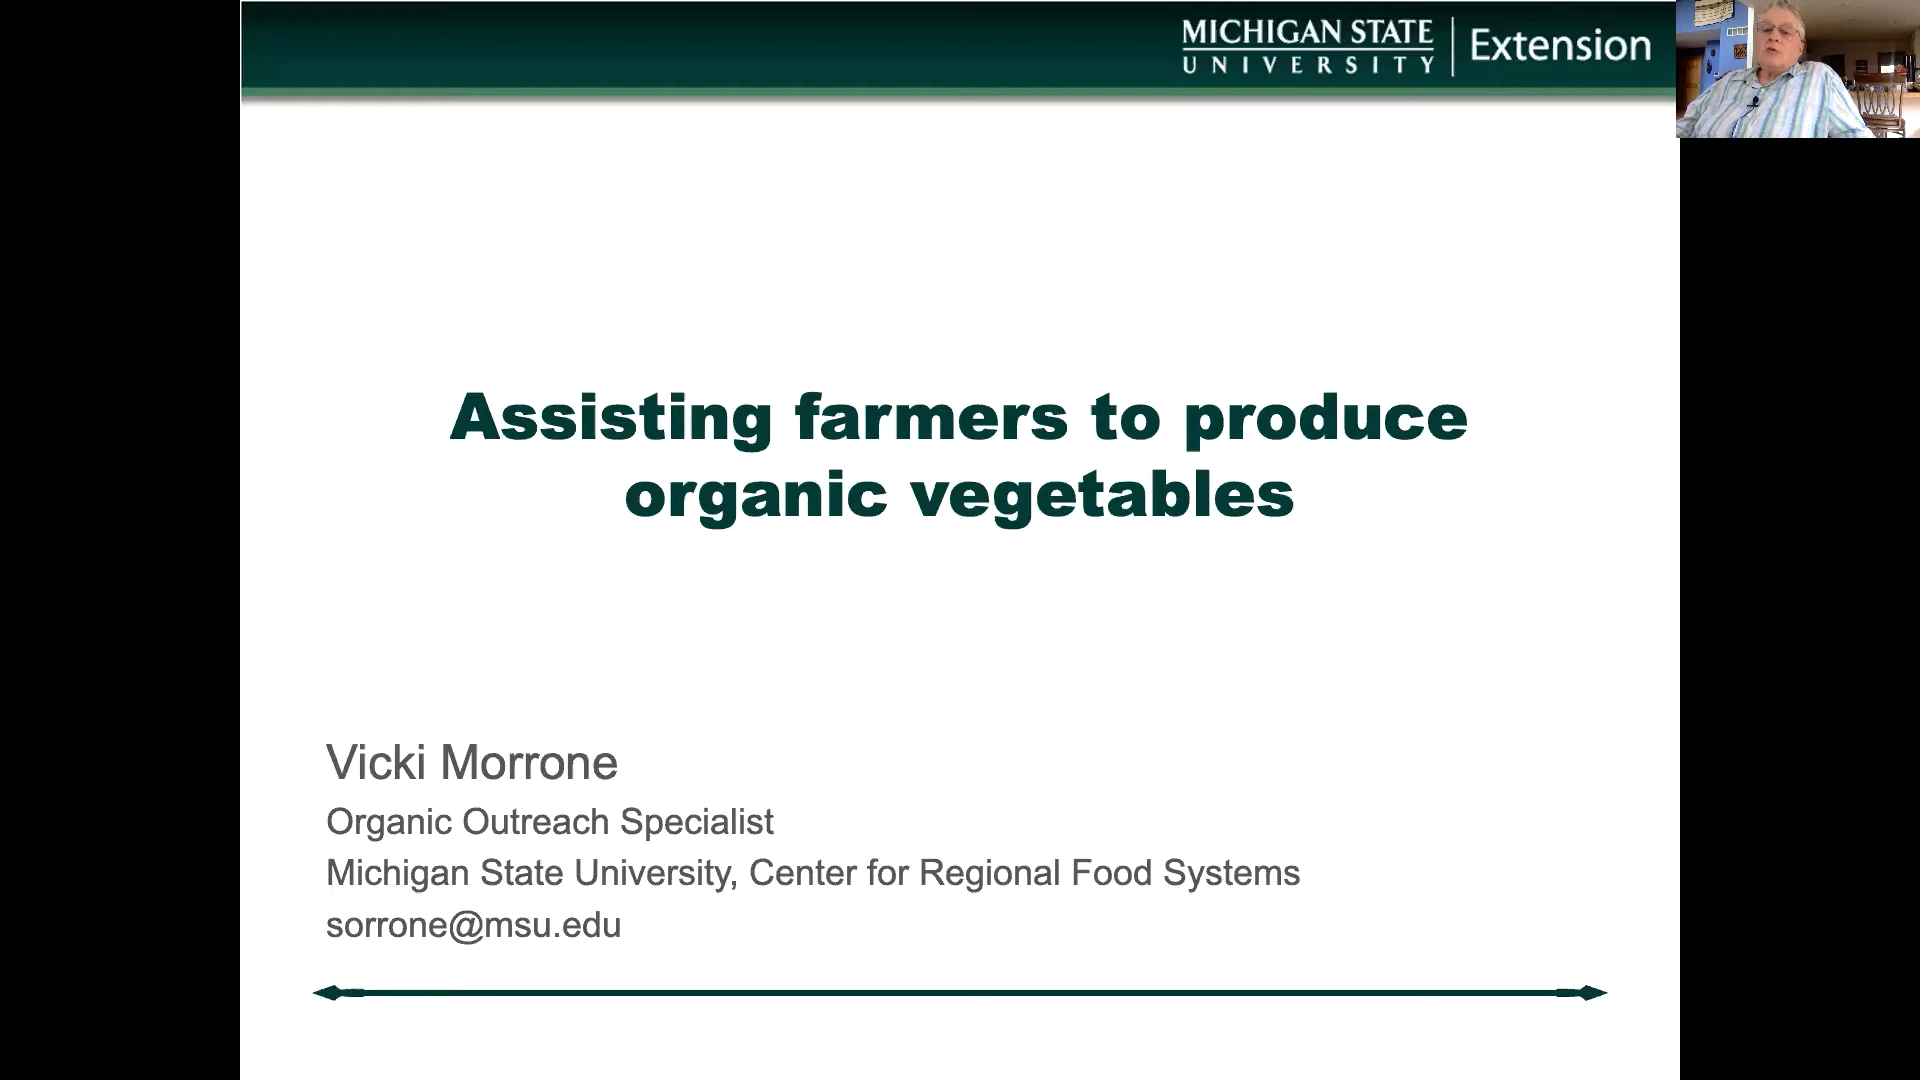 MICHIGAN STATE
UNIVERSITY
Extension
Assisting farmers to produce
organic vegetables
Vicki Morrone
Organic Outreach Specialist
Michigan State University, Center for Regional Food Systems
sorrone@msu.edu